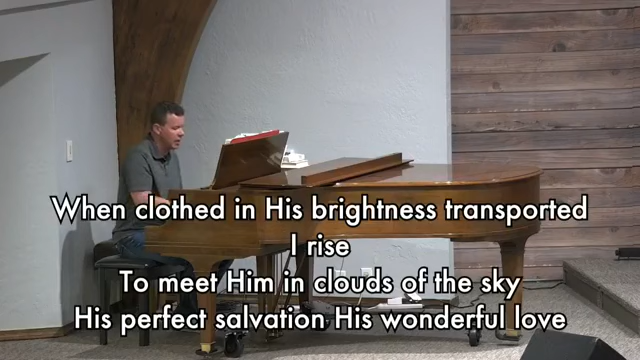 When clothed in His brightness transported
I rise
To meet Him in clouds of the sky
His perfect salvation His wonderful love